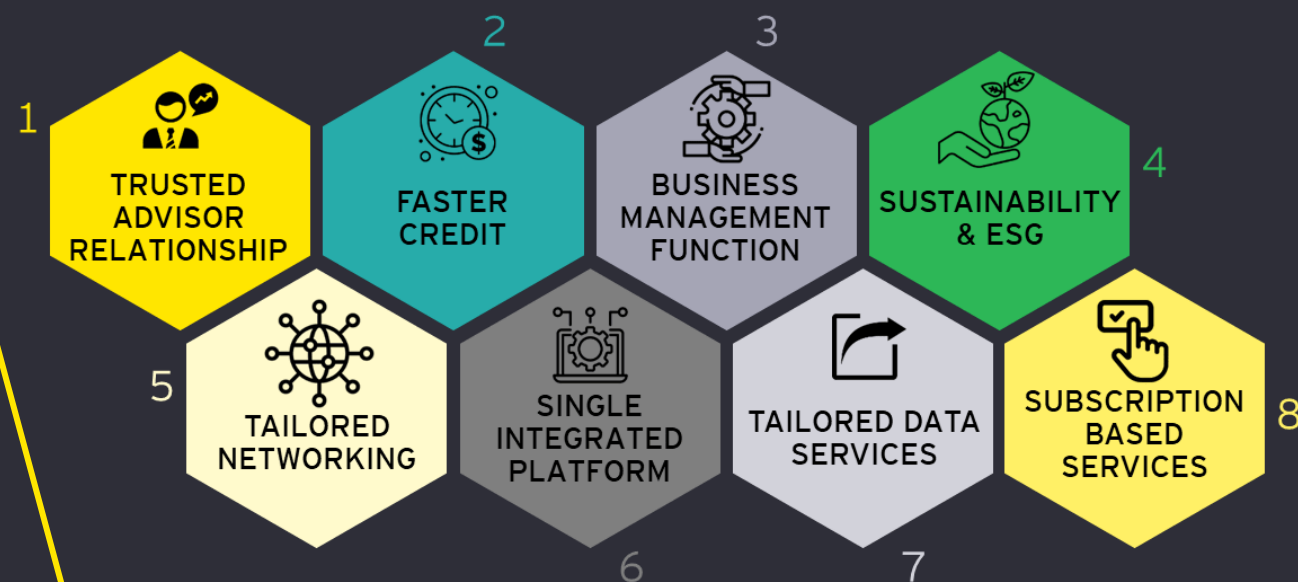 1
TRUSTED
ADVISOR
RELATIONSHIP
2
$
FASTER
CREDIT
3
BUSINESS
MANAGEMENT
FUNCTION
4
SUSTAINABILITY
& ESG
5
TAILORED
NETWORKING
6
SINGLE
INTEGRATED
PLATFORM
7
TAILORED DATA
SERVICES
8
SUBSCRIPTION
BASED
SERVICES